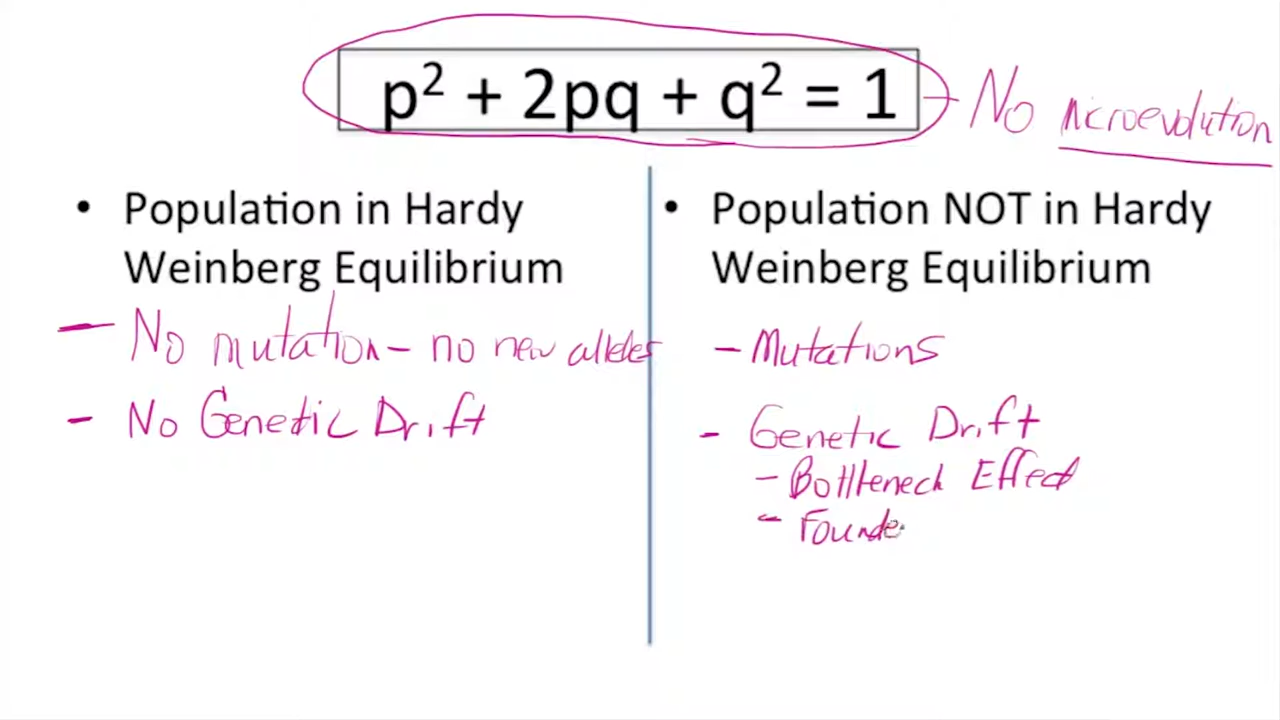 p² + 2pq + q² = 1
No microevolution
• Population in Hardy
Weinberg Equilibrium
- No mutation - no new alleles
- No Genetic Drift
• Population NOT in Hardy
Weinberg Equilibrium
- Mutations
- Genetic Drift
- Bottleneck Effect
- Founde